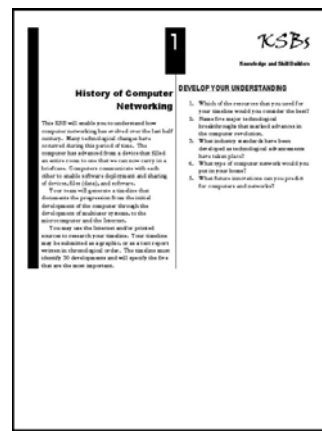 1
KSBs
Knowledge and Skill Builders
History of Computer
Networking
This KSB will enable you to understand how
computer networking has evolved over the last half
century. Many technological changes have
occurred during this period of time. The
computer has advanced from a device that filled
an entire room to one that we can now carry in a
briefcase. Computers communicate with each
other to enable software deployment and sharing
of devices, files (data), and software.
Your team will generate a timeline that
documents the progression from the initial
development of the computer through the
development of multiuser systems, to the
microcomputer and the Internet.
You may use the Internet and/or printed
sources to research your timeline. Your timeline
may be submitted as a graphic, or as a text report
written in chronological order. The timeline must
identify 30 developments and will specify the five
that are the most important.
DEVELOP YOUR UNDERSTANDING
1. Which of the resources that you used for
your timeline would you consider the best?
2. Name five major technological
breakthroughs that marked advances in
the computer revolution.
3. What industry standards have been
developed as technological advancements
have taken place?
4. What type of computer network would you
put in your home?
5. What future innovations can you predict
for computers and networks?